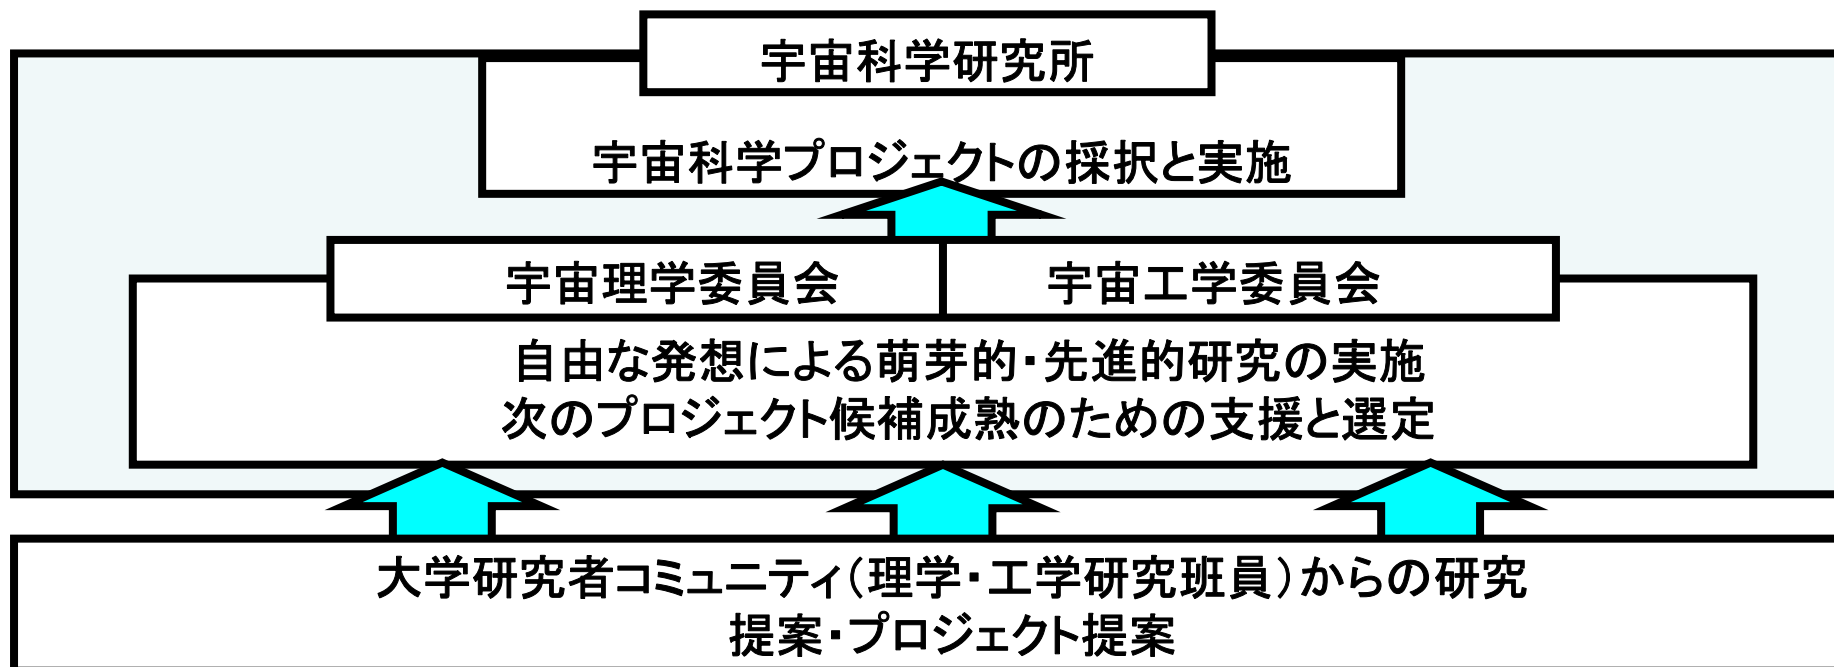 宇宙科学研究所
宇宙科学プロジェクトの採択と実施
宇宙理学委員会
宇宙工学委員会
自由な発想による萌芽的・先進的研究の実施
次のプロジェクト候補成熟のための支援と選定
大学研究者コミュニティ（理学・工学研究班員）からの研究
提案・プロジェクト提案